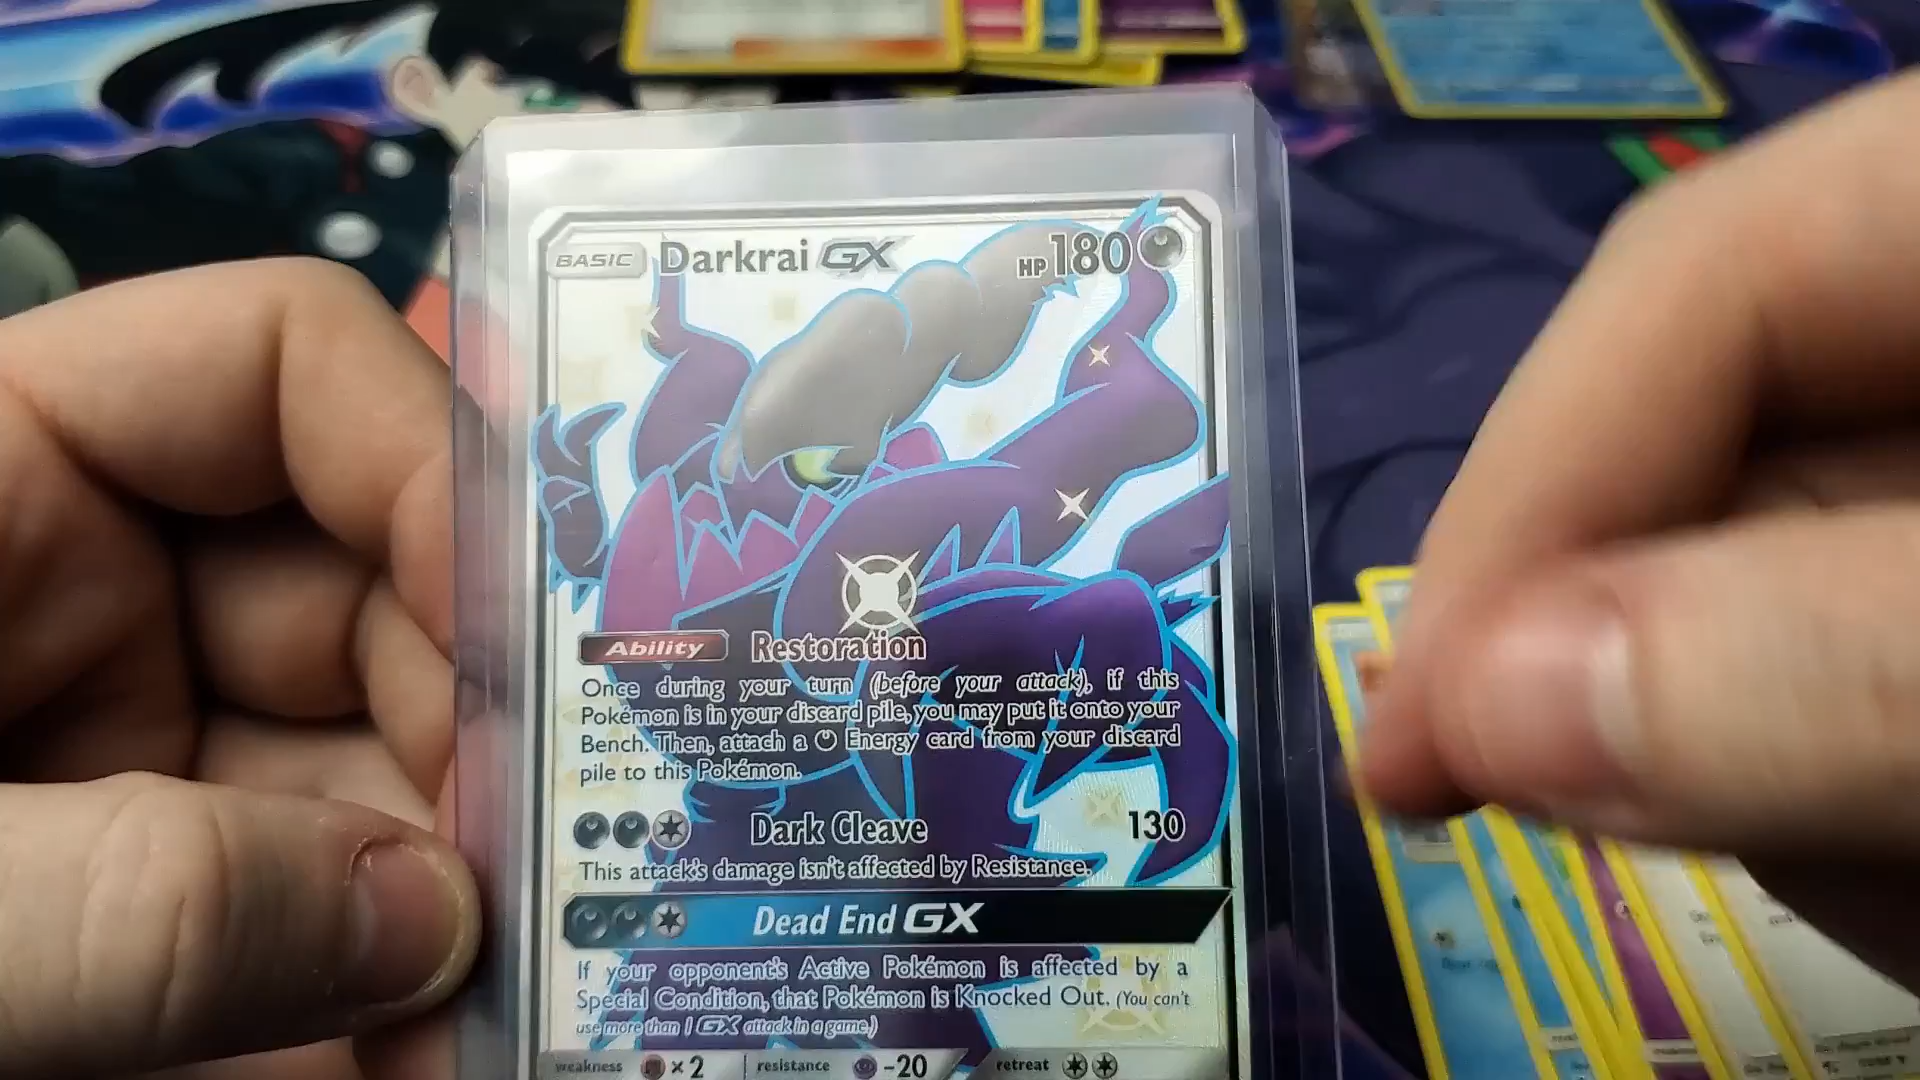 BASIC Darkrai GX HP 180
Ability Restoration
Once during your turn (before your attack), if this
Pokémon is in your discard pile, you may put it onto your
Bench. Then, attach a Energy card from your discard
pile to this Pokémon.
Dark Cleave 130
This attack's damage isn't affected by Resistance.
Dead End GX
If your opponent's Active Pokémon is affected by a
Special Condition, that Pokémon is Knocked Out. (You can't
use more than 1 GX attack in a game.)
weakness ×2 resistance -20 retreat